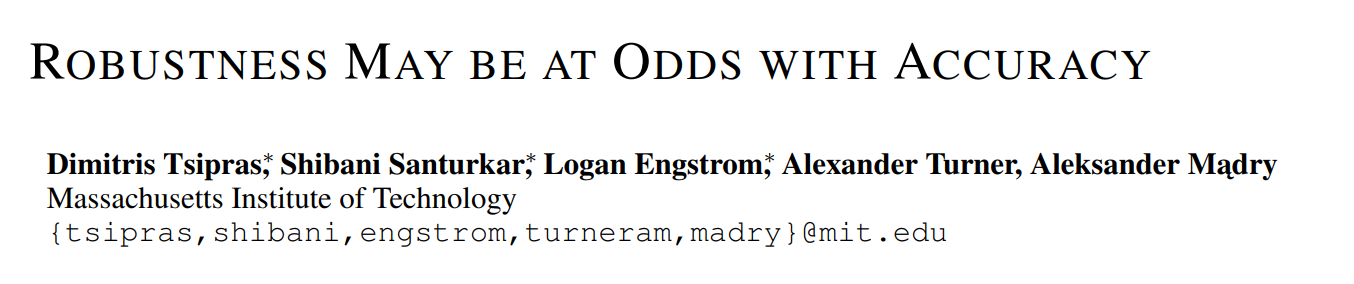 ROBUSTNESS MAY BE AT ODDS WITH ACCURACY
Dimitris Tsipras,* Shibani Santurkar,* Logan Engstrom,* Alexander Turner, Aleksander Mądry
Massachusetts Institute of Technology
{tsipras,shibani,engstrom,turneram,madry}@mit.edu